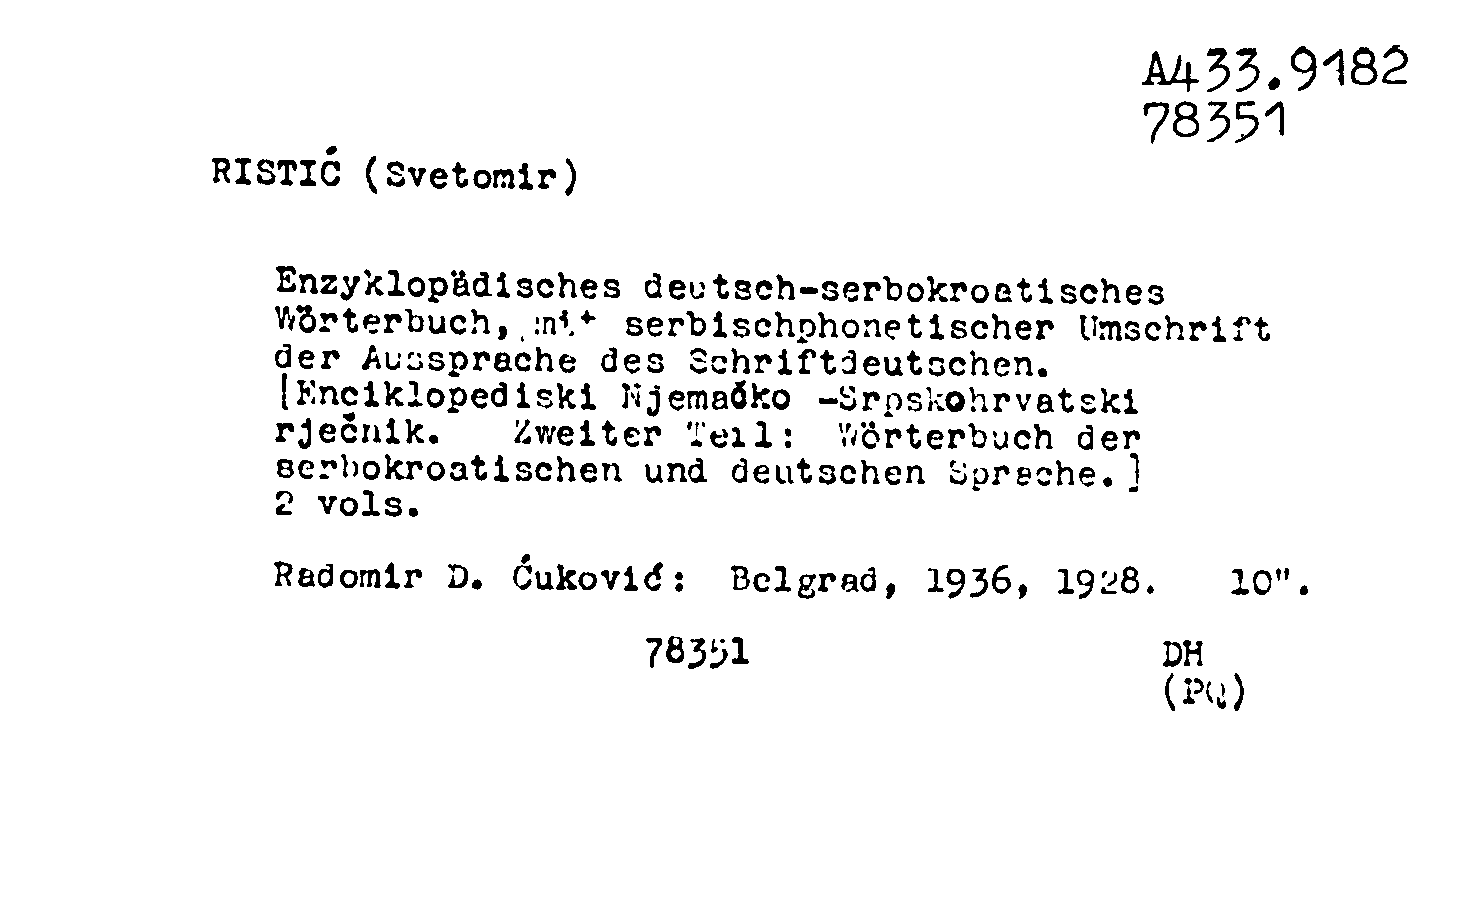 A433.9182
78351
RISTIĆ (Svetomir)
Enzyklopädisches deutsch-serbokroatisches
Wörterbuch, mit serbischphonetischer Umschrift
der Aussprache des Schriftdeutschen.
[Enciklopediski Njemačko -Srpskohrvatski
rječnik. Zweiter Teil: Wörterbuch der
serbokroatischen und deutschen Sprache.]
2 vols.
Radomir D. Ćuković: Belgrad, 1936, 1928. 10".
78351 DH
(PQ)